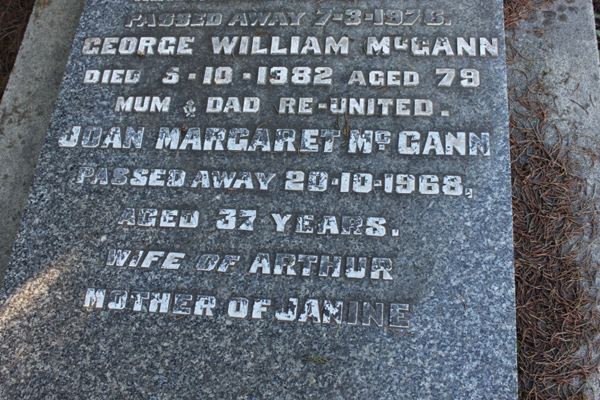 PASSED AWAY 7-3-1976.
GEORGE WILLIAM McGANN
DIED 5-10-1982 AGED 79
MUM & DAD RE-UNITED.
JOAN MARGARET McGANN
PASSED AWAY 29-10-1968,
AGED 37 YEARS.
WIFE OF ARTHUR
MOTHER OF JANINE